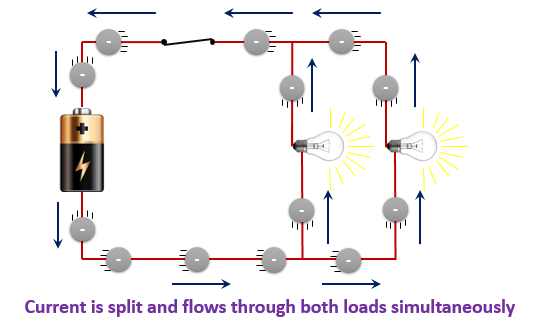 Current is split and flows through both loads simultaneously